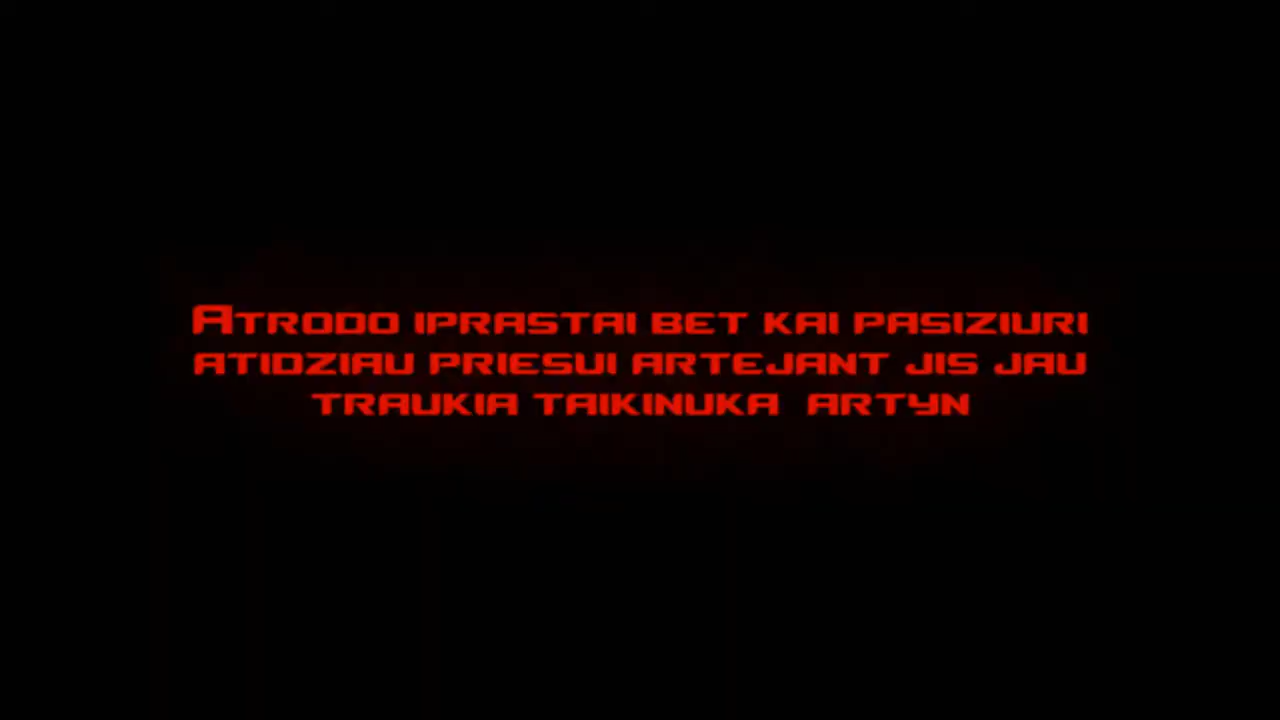 Atrodo iprastai bet kai pasiziuri
atidziau priesui artejant jis jau
traukia taikinuka artyn